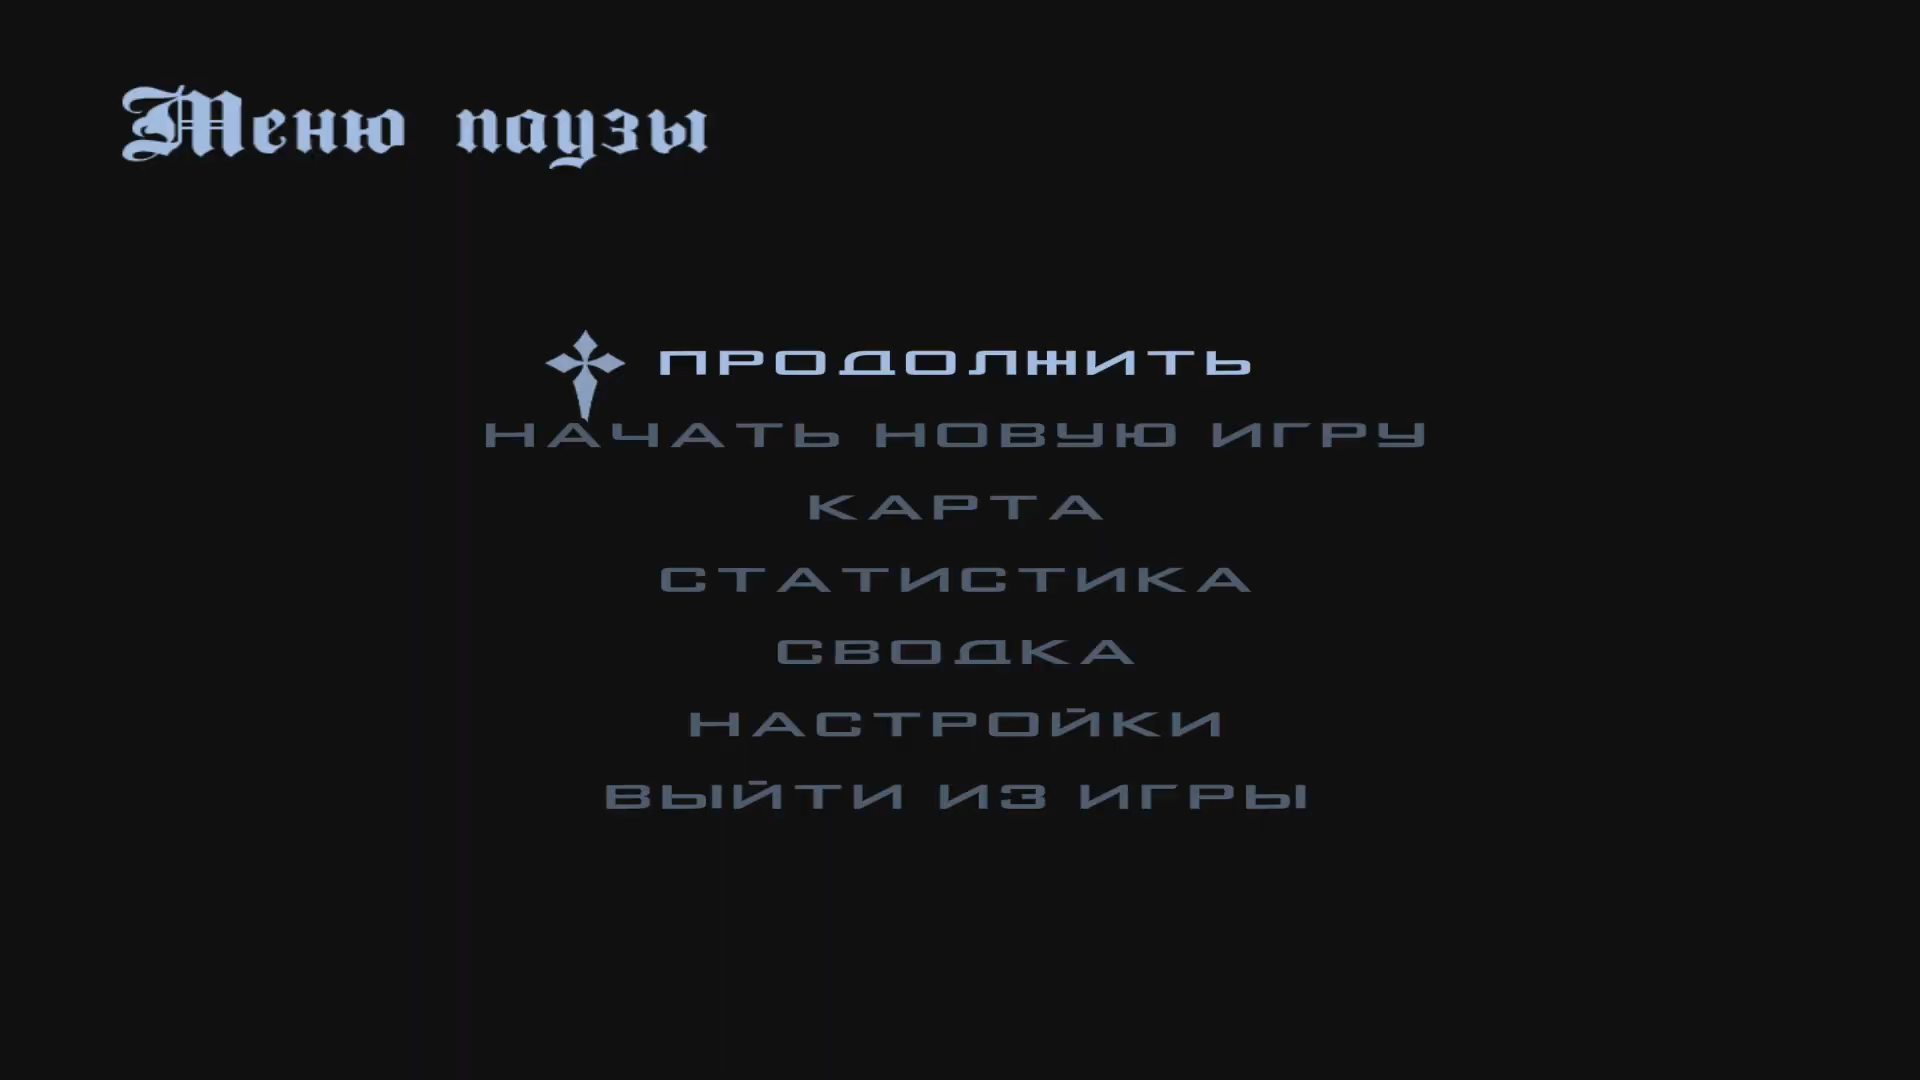 Меню паузы
ПРОДОЛЖИТЬ
НАЧАТЬ НОВУЮ ИГРУ
КАРТА
СТАТИСТИКА
СВОДКА
НАСТРОЙКИ
ВЫЙТИ ИЗ ИГРЫ